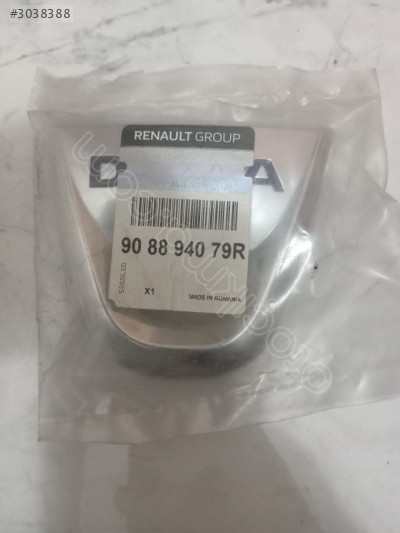 #3038388
RENAULT GROUP
D A
90 88 940 79R
X1
MADE IN ROMANIA